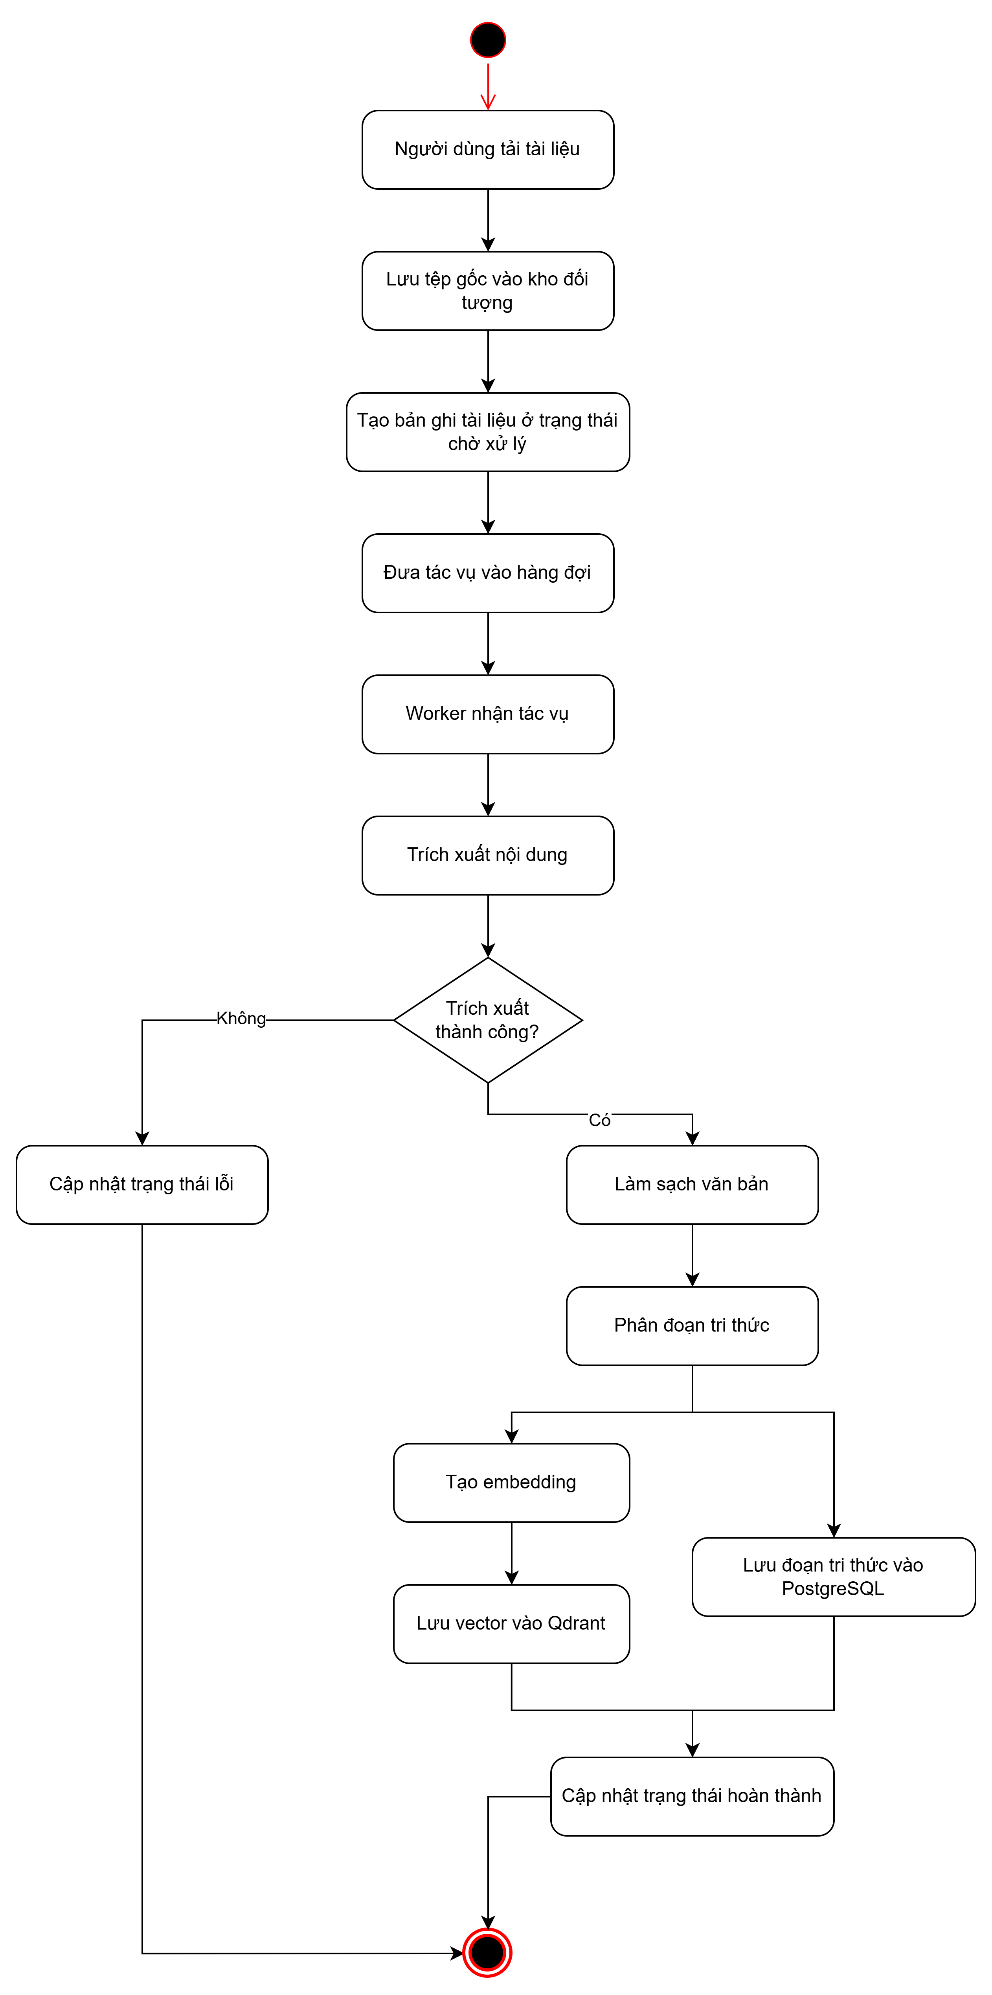 Người dùng tải tài liệu
Lưu tệp gốc vào kho đối
tượng
Tạo bản ghi tài liệu ở trạng thái
chờ xử lý
Đưa tác vụ vào hàng đợi
Worker nhận tác vụ
Trích xuất nội dung
Trích xuất
thành công?
Không
Có
Cập nhật trạng thái lỗi
Làm sạch văn bản
Phân đoạn tri thức
Tạo embedding
Lưu đoạn tri thức vào
PostgreSQL
Lưu vector vào Qdrant
Cập nhật trạng thái hoàn thành